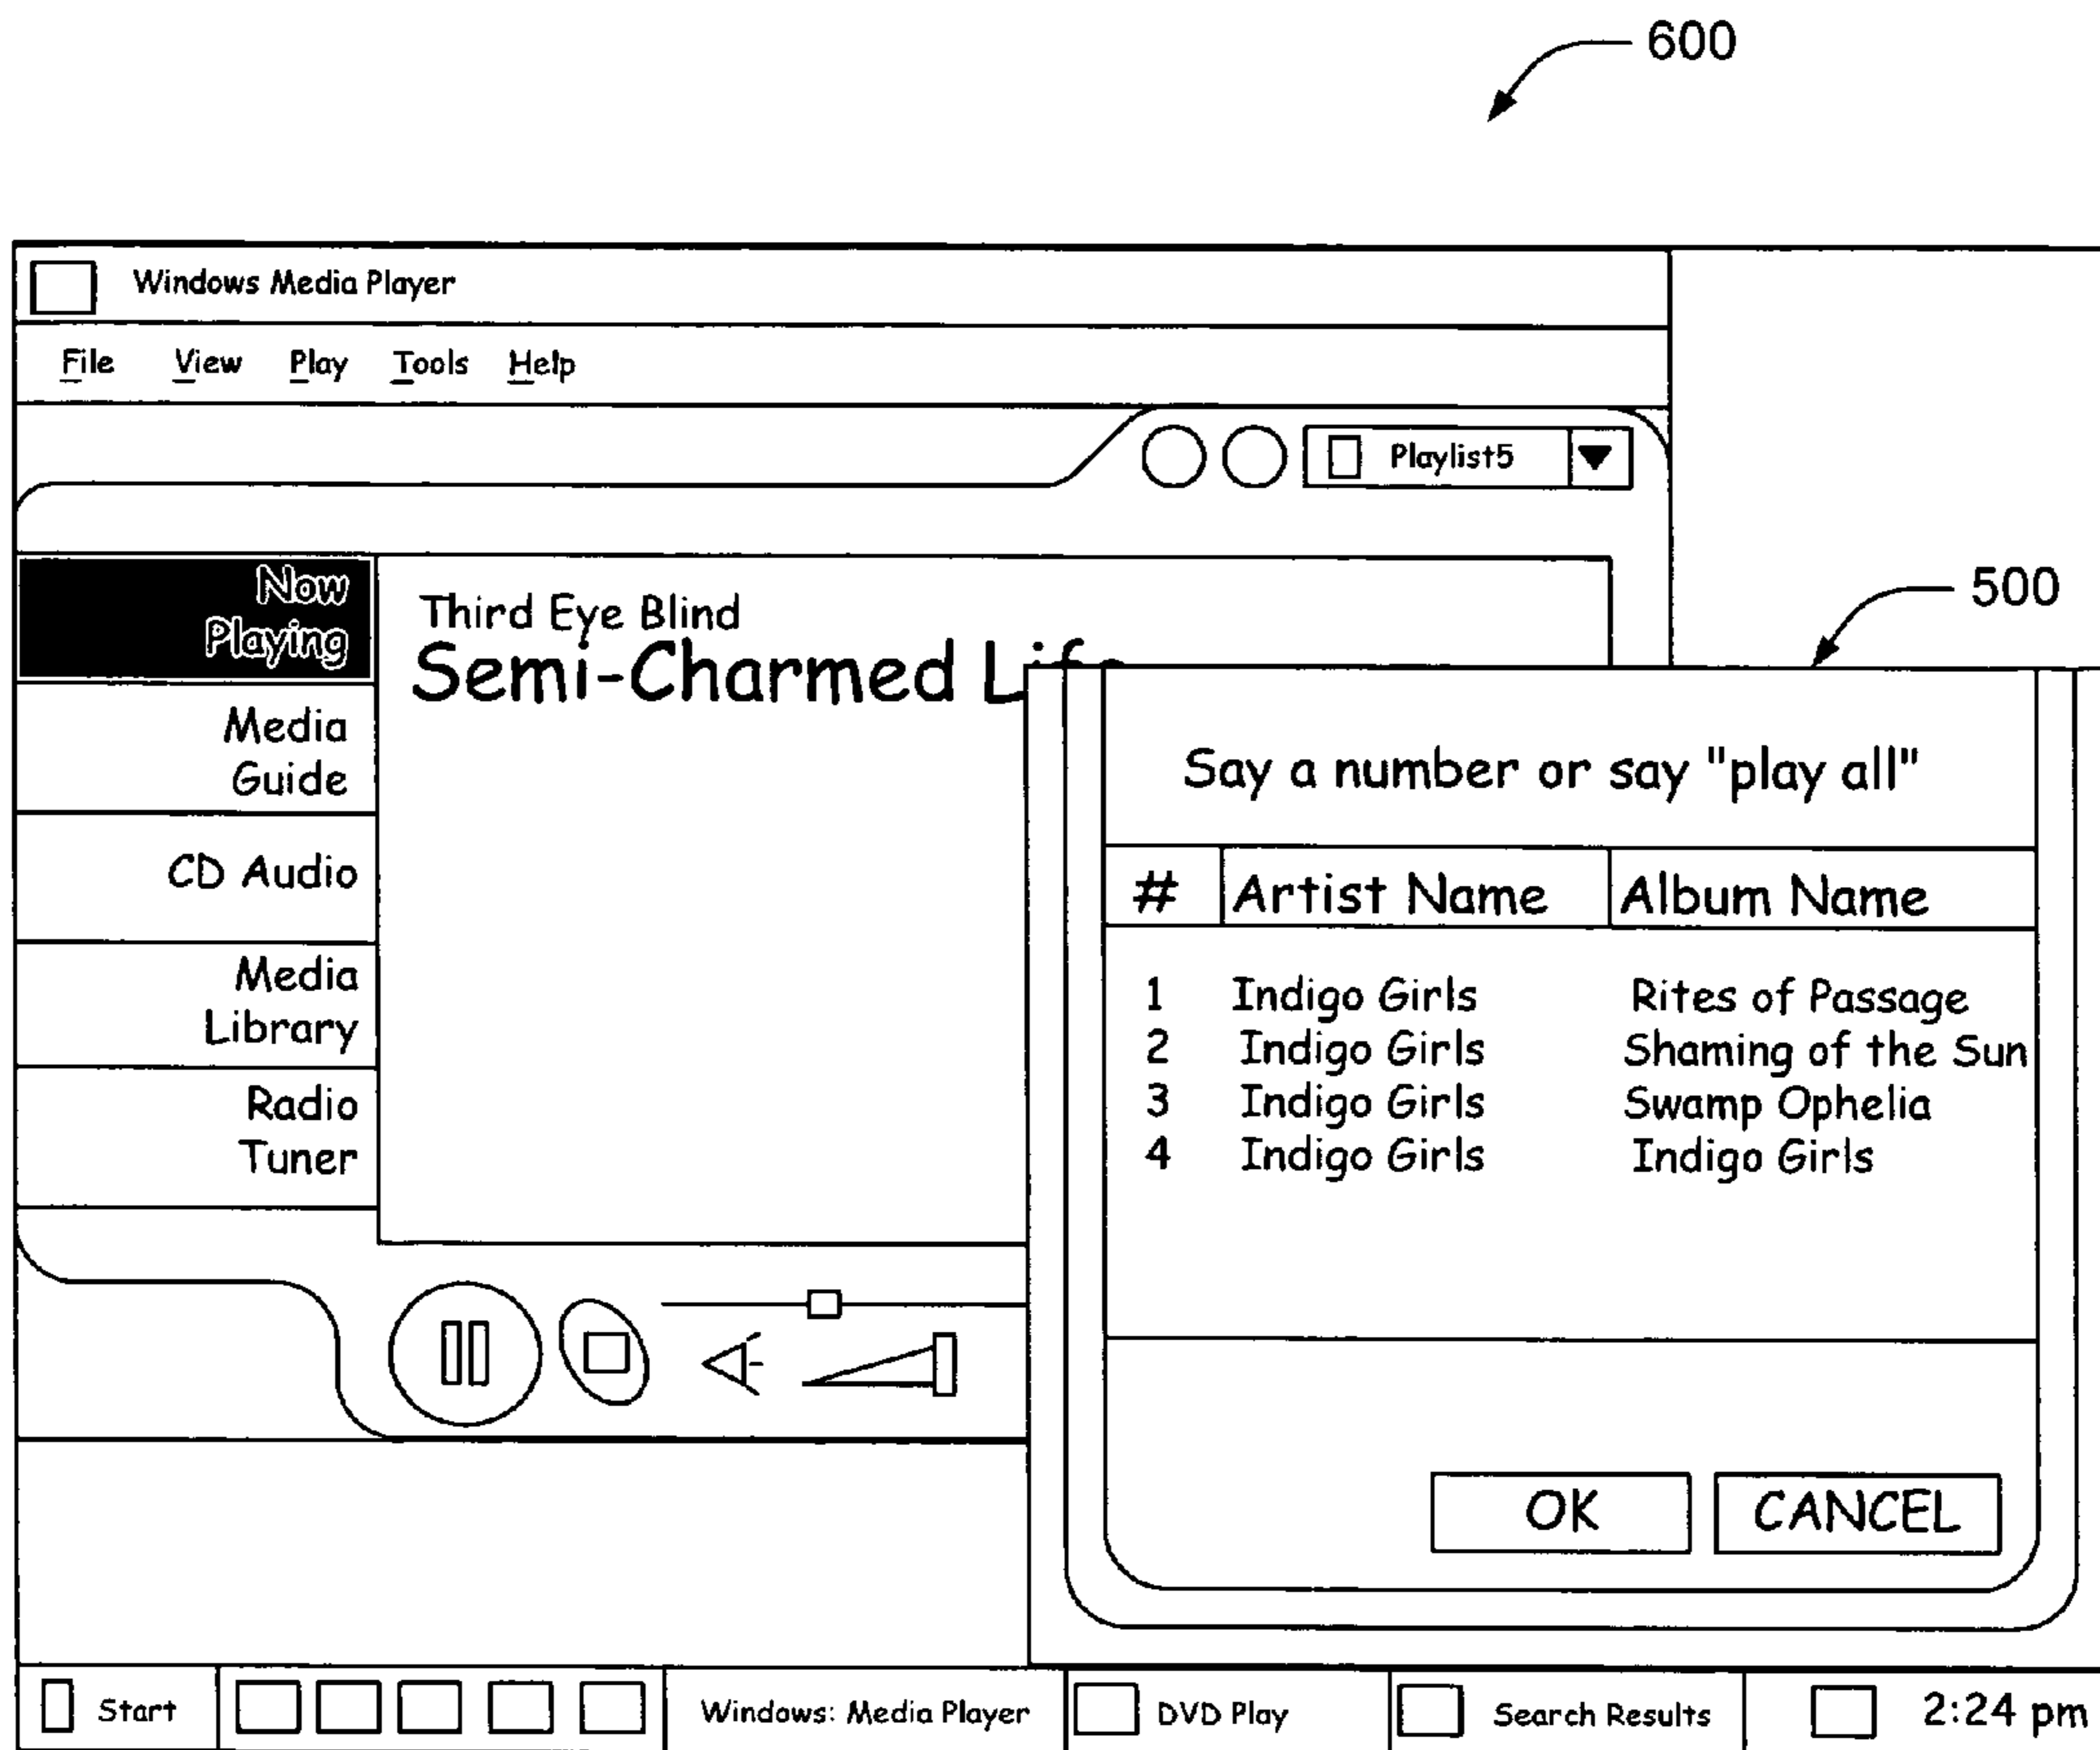 600
Windows Media Player
File View Play Tools Help
Playlist5
Now
Playing
Third Eye Blind
Semi-Charmed Life
500
Media
Guide
CD Audio
Media
Library
Radio
Tuner
Say a number or say "play all"
# Artist Name Album Name
1 Indigo Girls Rites of Passage
2 Indigo Girls Shaming of the Sun
3 Indigo Girls Swamp Ophelia
4 Indigo Girls Indigo Girls
OK CANCEL
Start Windows: Media Player DVD Play Search Results 2:24 pm